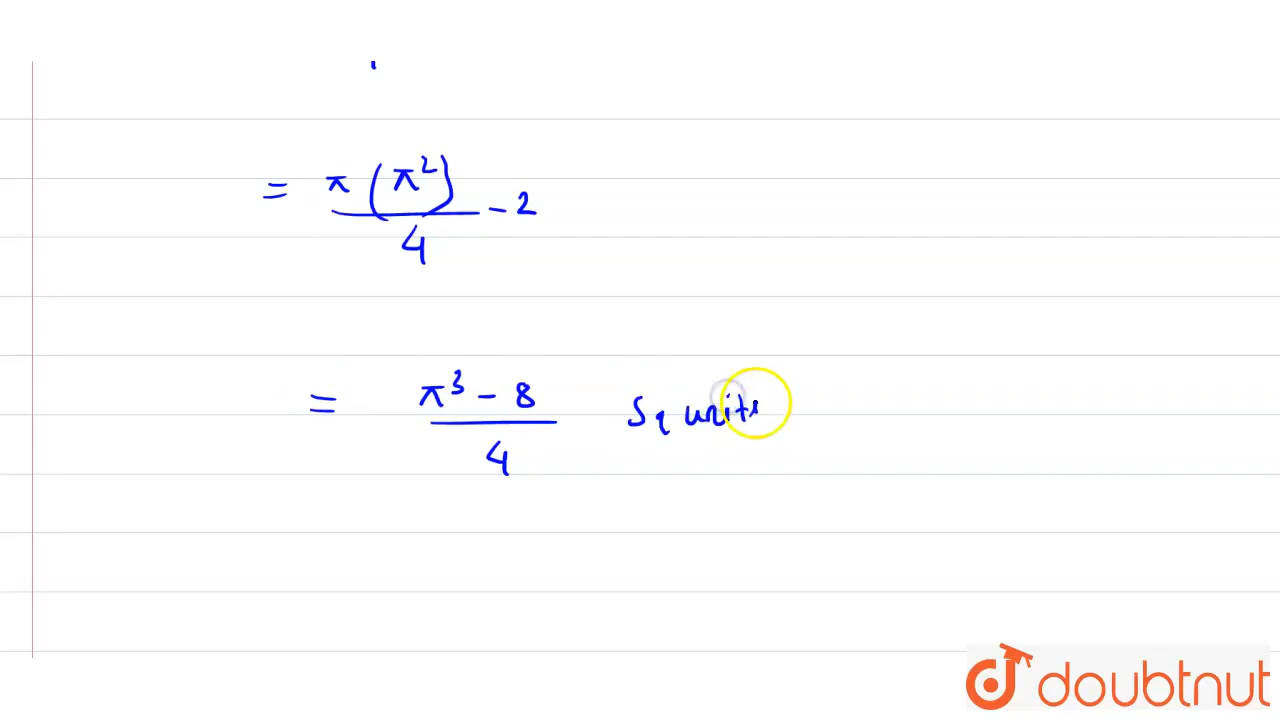 = π(π²)/4 - 2
= π³ - 8/4 Sq units
doubtnut